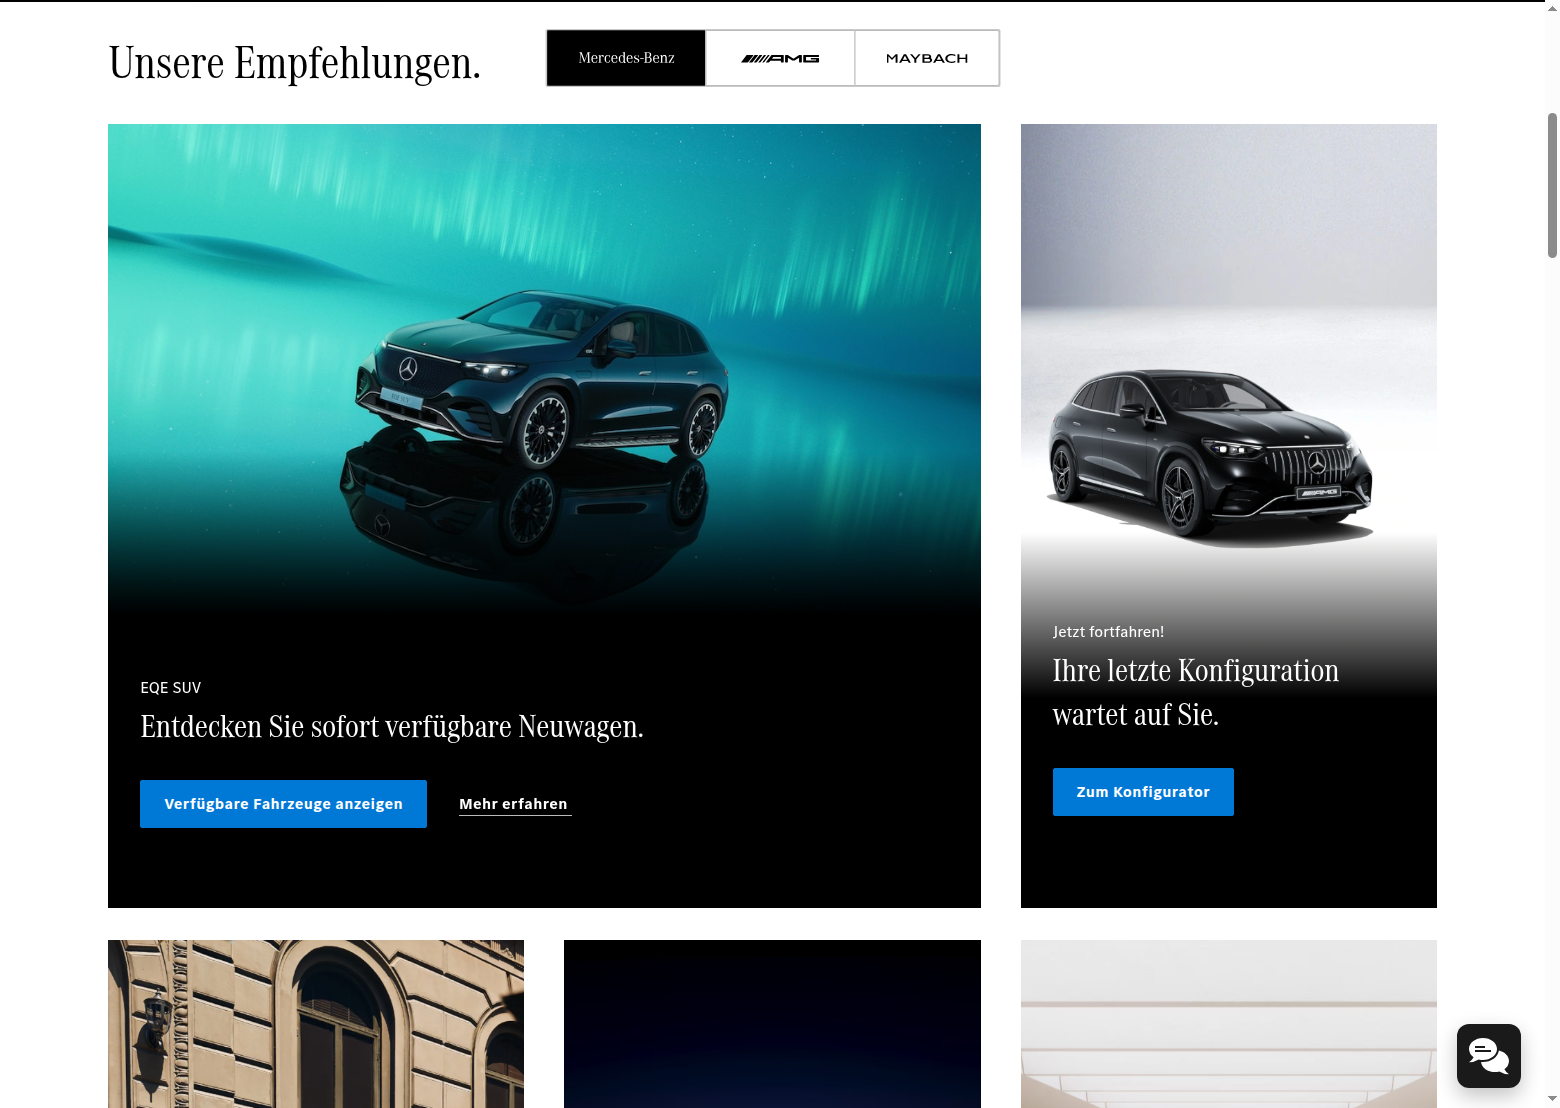 Unsere Empfehlungen.
Mercedes-Benz
AMG
MAYBACH
AMG
EQE SUV
Entdecken Sie sofort verfügbare Neuwagen.
Verfügbare Fahrzeuge anzeigen
Mehr erfahren
Jetzt fortfahren!
Ihre letzte Konfiguration
wartet auf Sie.
Zum Konfigurator